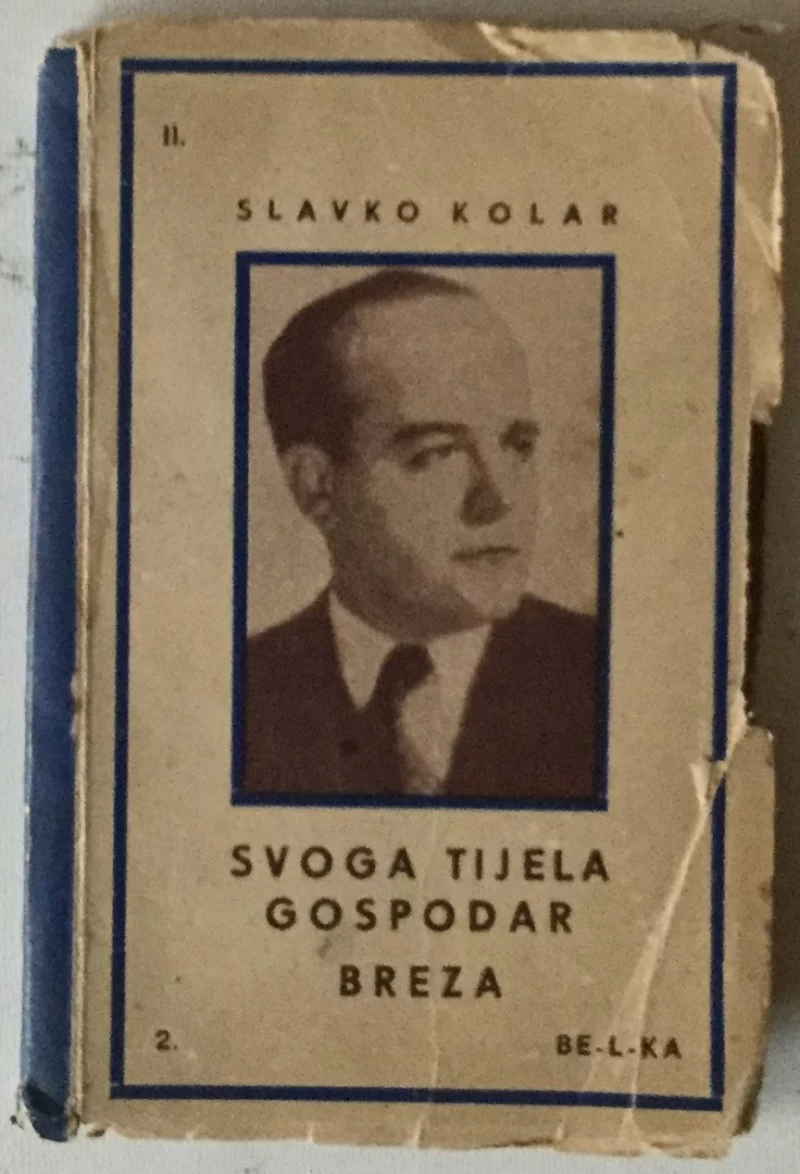 II.
SLAVKO KOLAR
SVOGA TIJELA
GOSPODAR
BREZA
2.
BE-L-KA